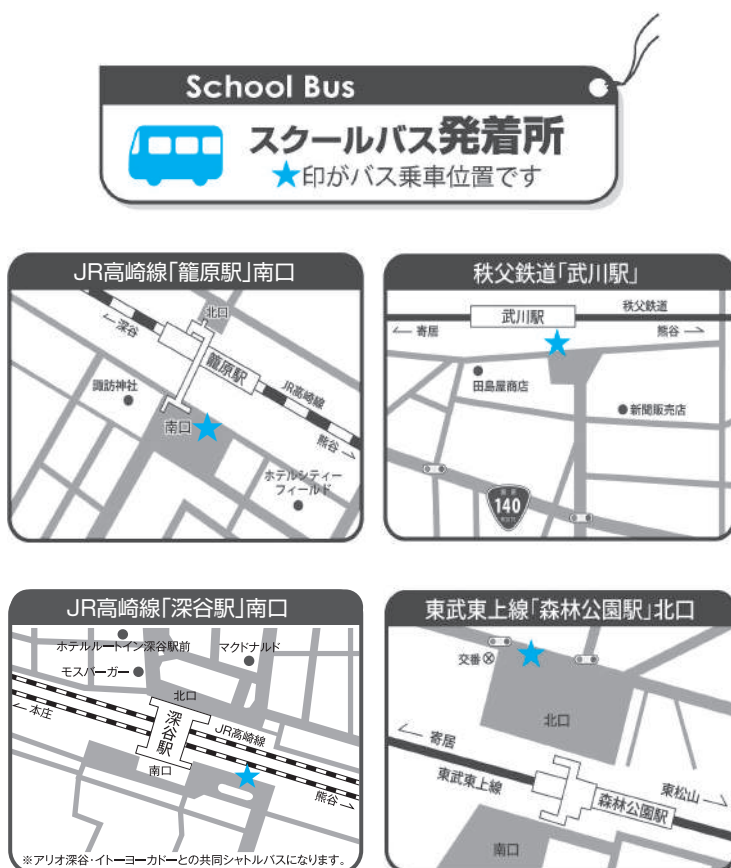 School Bus
スクールバス発着所
★印がバス乗車位置です
JR高崎線「籠原駅」南口
北口
← 深谷
籠原駅
諏訪神社
JR高崎線
南口
熊谷 →
ホテルシティー
フィールド
秩父鉄道「武川駅」
秩父鉄道
武川駅
← 寄居
熊谷 →
田島屋商店
新聞販売店
140
JR高崎線「深谷駅」南口
ホテルルートイン深谷駅前
マクドナルド
モスバーガー
北口
← 本庄
深谷駅
JR高崎線
南口
熊谷 →
※アリオ深谷・イトーヨーカドーとの共同シャトルバスになります。
東武東上線「森林公園駅」北口
交番
北口
← 寄居
東武東上線
東松山 →
森林公園駅
南口